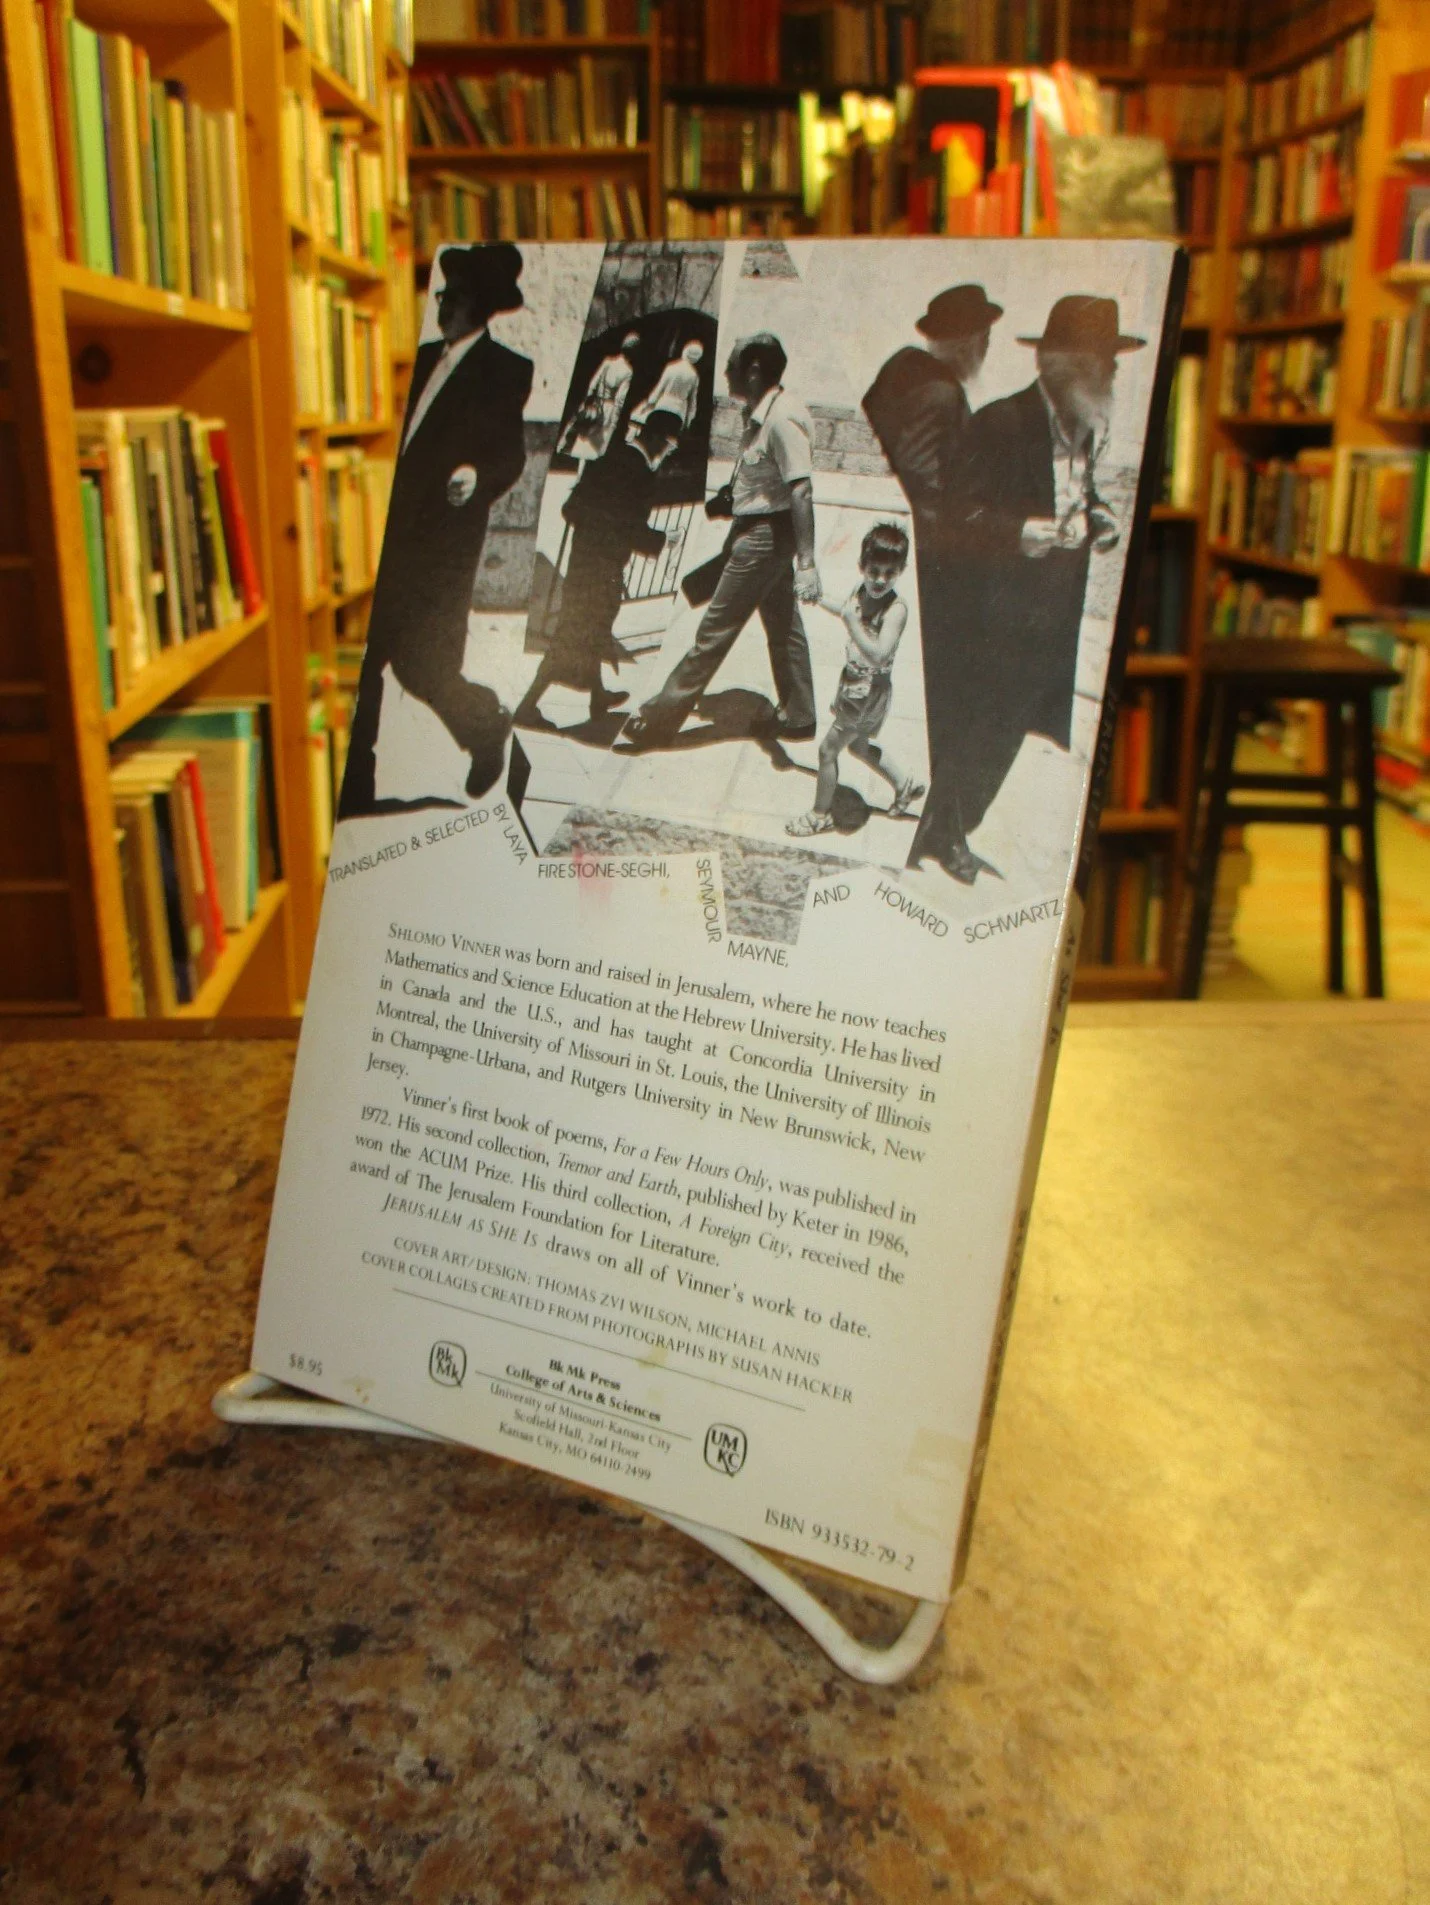 TRANSLATED & SELECTED BY LAYA FIRESTONE-SEGHI, SEYMOUR MAYNE, AND HOWARD SCHWARTZ
SHLOMO VINNER was born and raised in Jerusalem, where he now teaches
Mathematics and Science Education at the Hebrew University. He has lived
in Canada and the U.S., and has taught at Concordia University in
Montreal, the University of Missouri in St. Louis, the University of Illinois
in Champagne-Urbana, and Rutgers University in New Brunswick, New
Jersey.
Vinner's first book of poems, For a Few Hours Only, was published in
1972. His second collection, Tremor and Earth, published by Keter in 1986,
won the ACUM Prize. His third collection, A Foreign City, received the
award of The Jerusalem Foundation for Literature.
JERUSALEM AS SHE IS draws on all of Vinner's work to date.
COVER ART/DESIGN: THOMAS ZVI WILSON, MICHAEL ANNIS
COVER COLLAGES CREATED FROM PHOTOGRAPHS BY SUSAN HACKER
$8.95
Bk
Mk
Bk Mk Press
College of Arts & Sciences
University of Missouri-Kansas City
Scofield Hall, 2nd Floor
Kansas City, MO 64110-2499
UM
KC
ISBN 933532-79-2